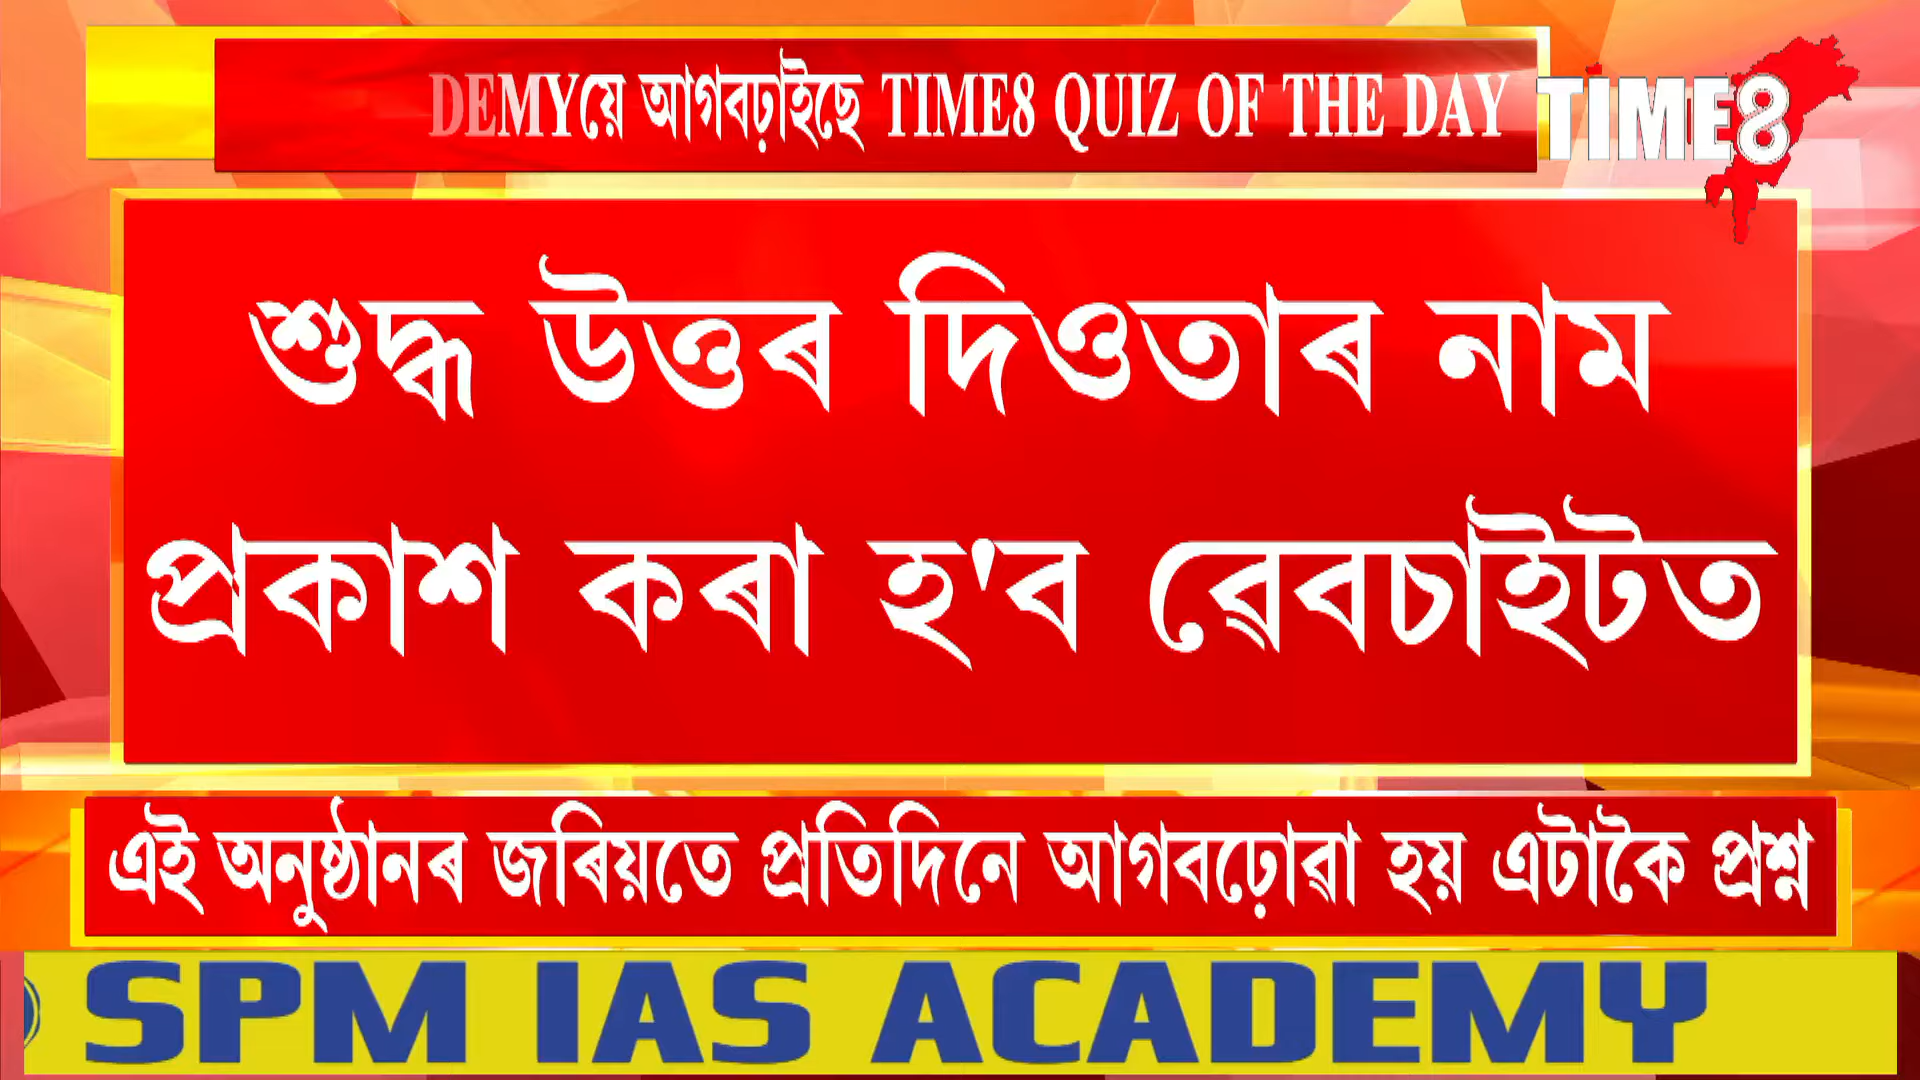 DEMYয়ে আগবঢ়াইছে TIME8 QUIZ OF THE DAY
TIME8
শুদ্ধ উত্তৰ দিওতাৰ নাম
প্ৰকাশ কৰা হ'ব ৱেবচাইটত
এই অনুষ্ঠানৰ জৰিয়তে প্ৰতিদিনে আগবঢ়োৱা হয় এটাকৈ প্ৰশ্ন
SPM IAS ACADEMY